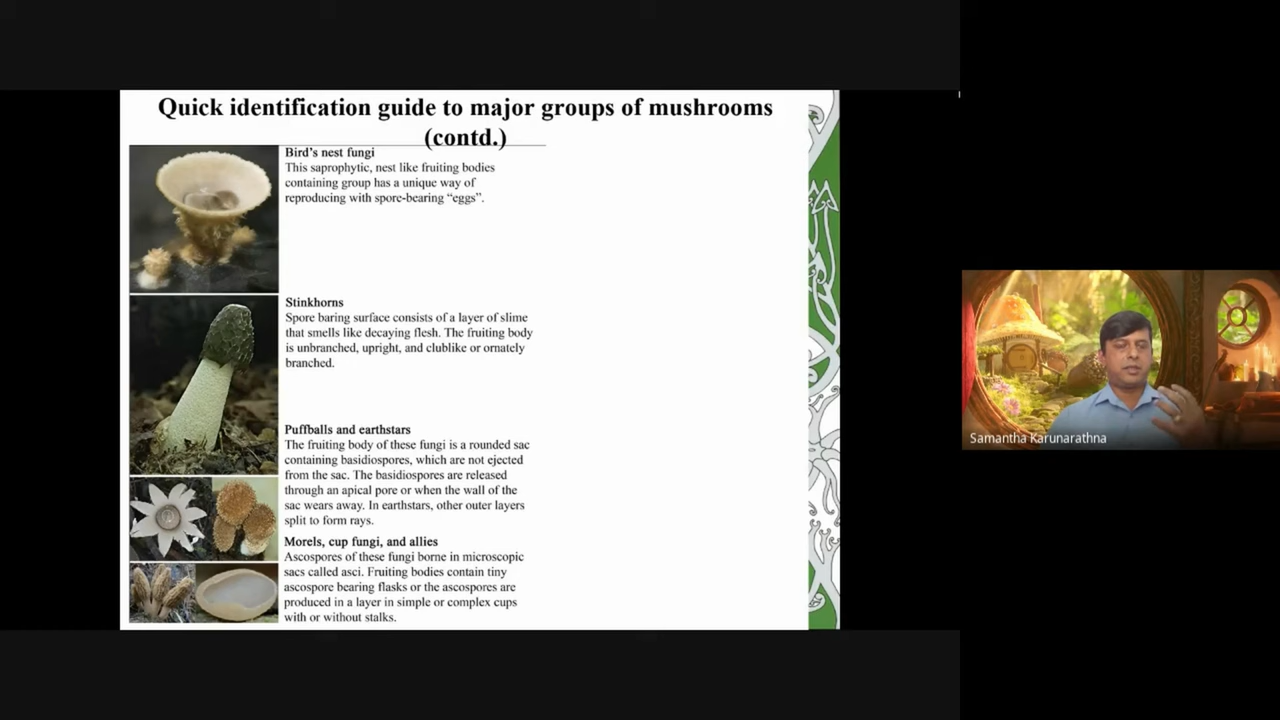 Quick identification guide to major groups of mushrooms
(contd.)
Bird's nest fungi
This saprophytic, nest like fruiting bodies
containing group has a unique way of
reproducing with spore-bearing “eggs”.
Stinkhorns
Spore baring surface consists of a layer of slime
that smells like decaying flesh. The fruiting body
is unbranched, upright, and clublike or ornately
branched.
Puffballs and earthstars
The fruiting body of these fungi is a rounded sac
containing basidiospores, which are not ejected
from the sac. The basidiospores are released
through an apical pore or when the wall of the
sac wears away. In earthstars, other outer layers
split to form rays.
Morels, cup fungi, and allies
Ascospores of these fungi borne in microscopic
sacs called asci. Fruiting bodies contain tiny
ascospore bearing flasks or the ascospores are
produced in a layer in simple or complex cups
with or without stalks.
Samantha Karunarathna